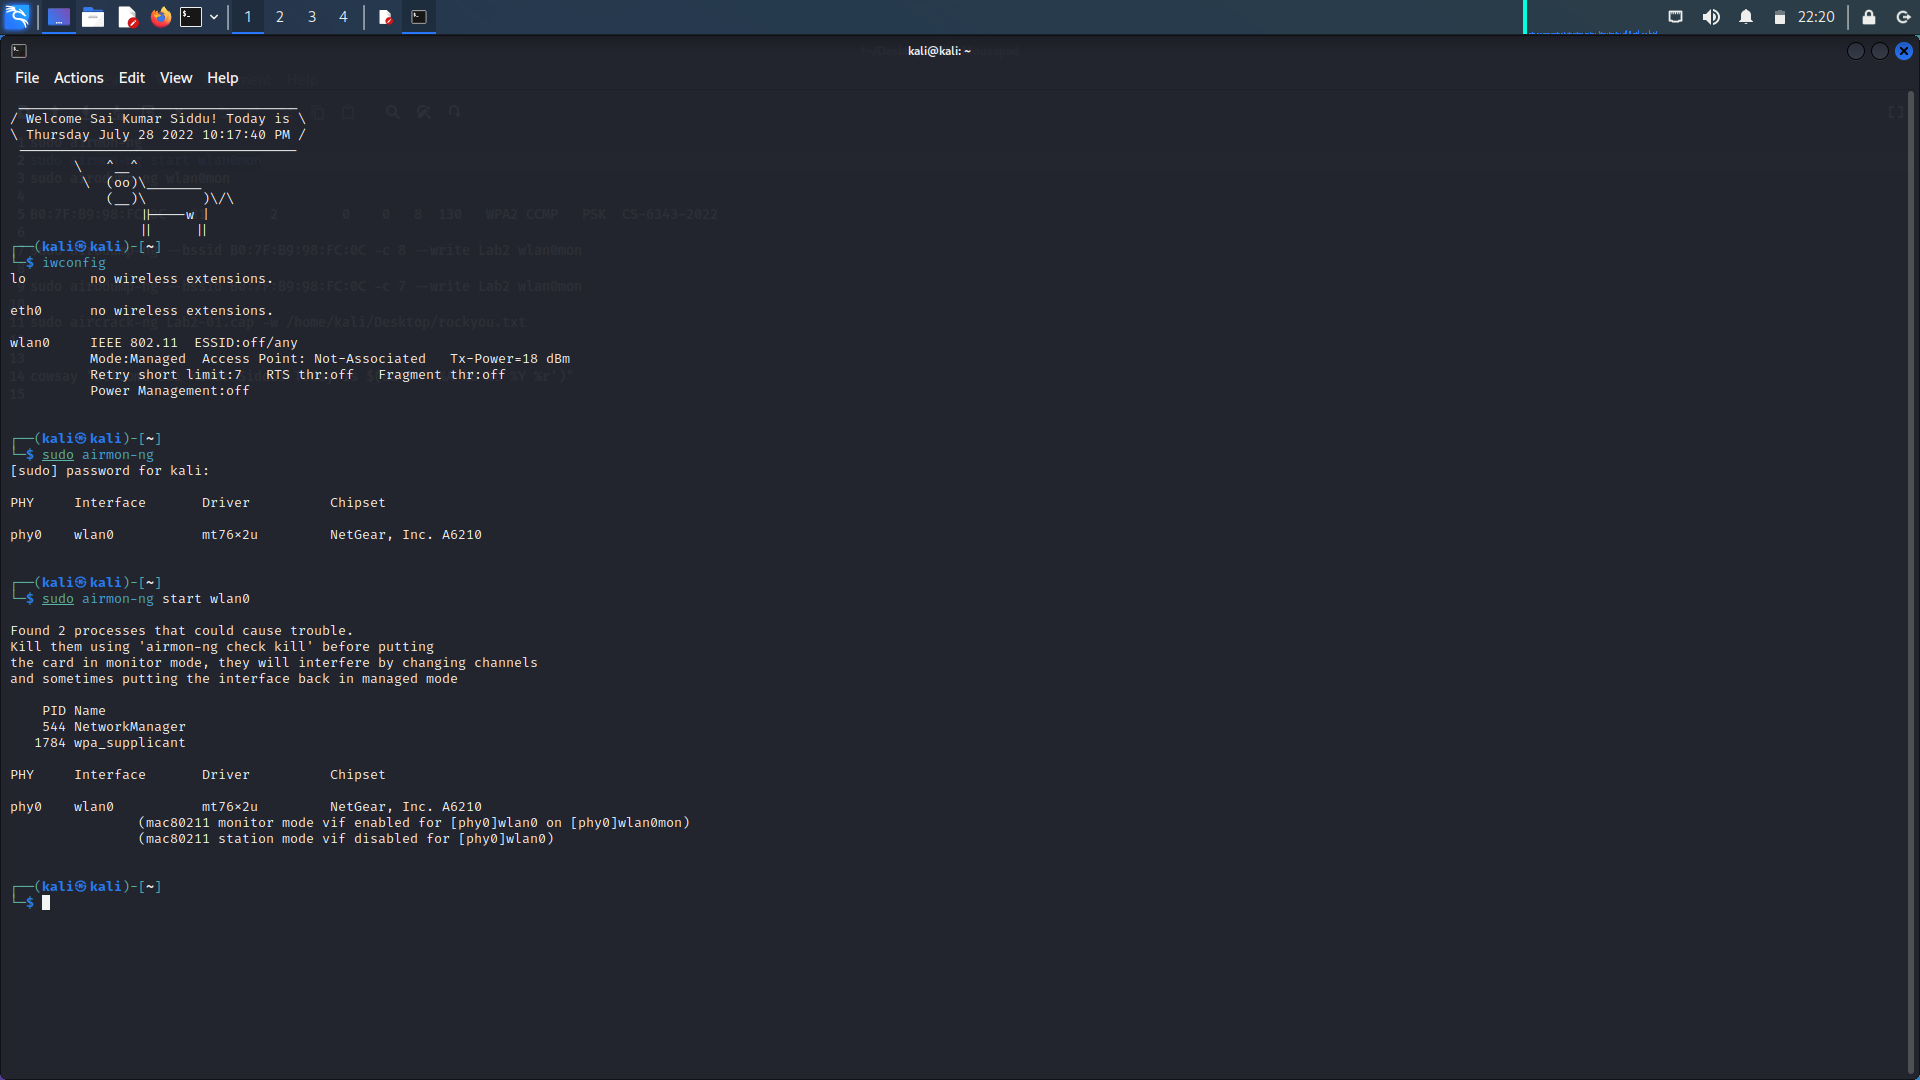 1 2 3 4 22:20
kali@kali: ~
File Actions Edit View Help
/ Welcome Sai Kumar Siddu! Today is \
\ Thursday July 28 2022 10:17:40 PM /
\ ^__^
\ (oo)\_______
(__)\ )\/\
||----w |
|| ||
┌──(kali㉿kali)-[~]
└─$ iwconfig
lo no wireless extensions.
eth0 no wireless extensions.
wlan0 IEEE 802.11 ESSID:off/any
Mode:Managed Access Point: Not-Associated Tx-Power=18 dBm
Retry short limit:7 RTS thr:off Fragment thr:off
Power Management:off
┌──(kali㉿kali)-[~]
└─$ sudo airmon-ng
[sudo] password for kali:
PHY Interface Driver Chipset
phy0 wlan0 mt76×2u NetGear, Inc. A6210
┌──(kali㉿kali)-[~]
└─$ sudo airmon-ng start wlan0
Found 2 processes that could cause trouble.
Kill them using 'airmon-ng check kill' before putting
the card in monitor mode, they will interfere by changing channels
and sometimes putting the interface back in managed mode
PID Name
544 NetworkManager
1784 wpa_supplicant
PHY Interface Driver Chipset
phy0 wlan0 mt76×2u NetGear, Inc. A6210
(mac80211 monitor mode vif enabled for [phy0]wlan0 on [phy0]wlan0mon)
(mac80211 station mode vif disabled for [phy0]wlan0)
┌──(kali㉿kali)-[~]
└─$